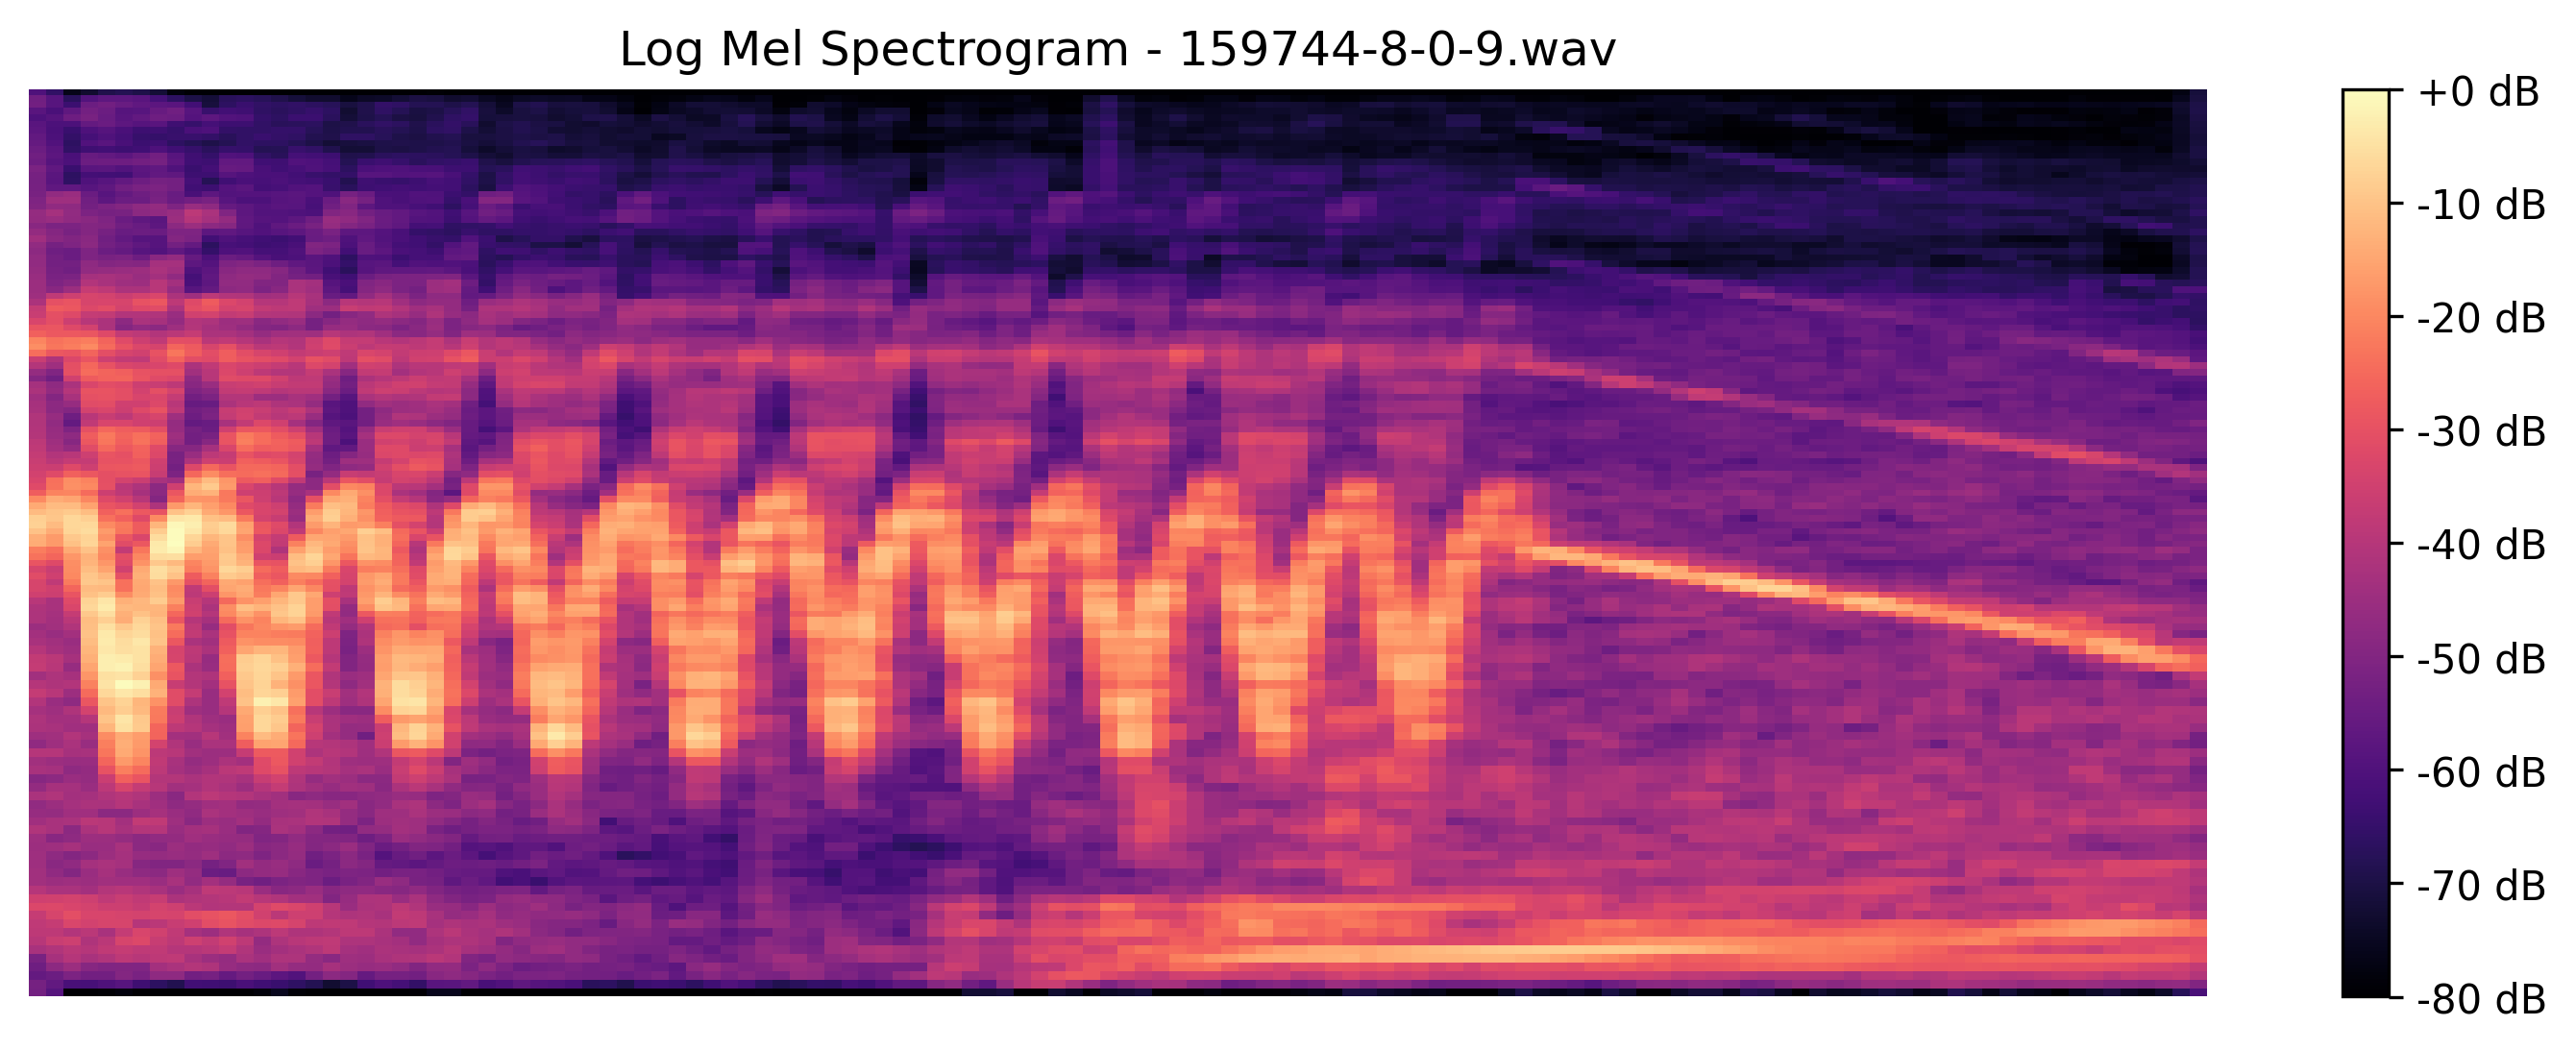 Log Mel Spectrogram - 159744-8-0-9.wav
+0 dB
-10 dB
-20 dB
-30 dB
-40 dB
-50 dB
-60 dB
-70 dB
-80 dB